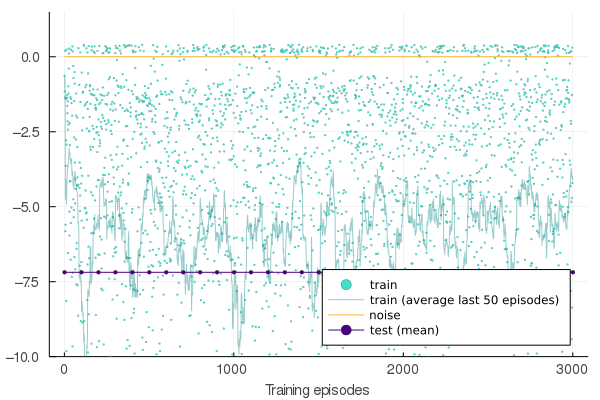 0.0
−2.5
−5.0
−7.5
−10.0
0
1000
2000
3000
Training episodes
train
train (average last 50 episodes)
noise
test (mean)